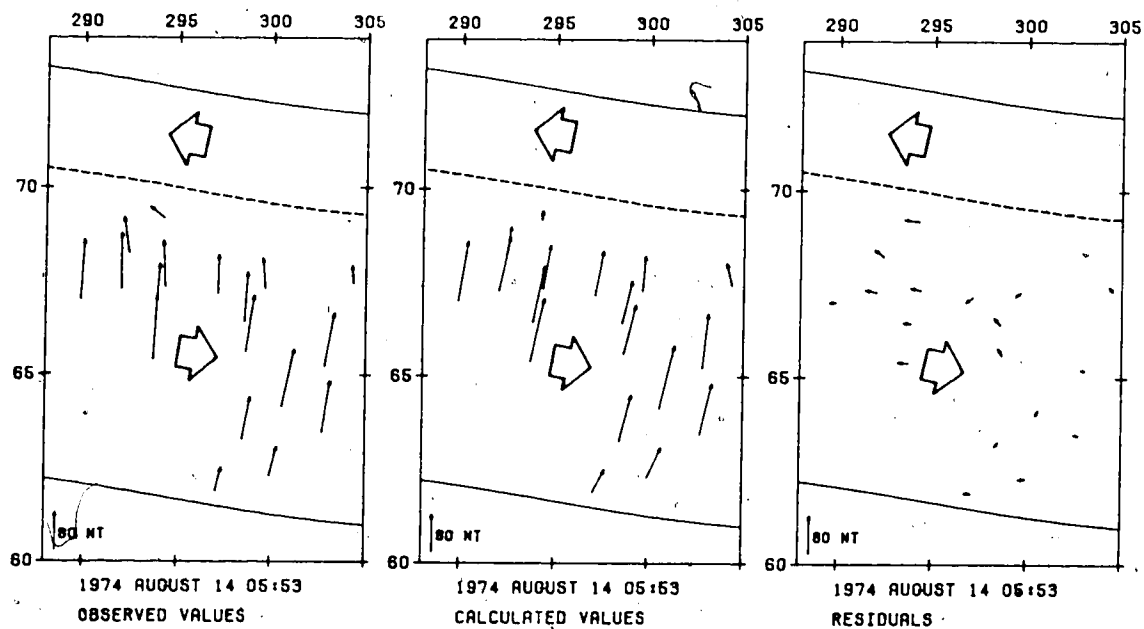 290 295 300 305
290 295 300 305
290 295 300 305
70
65
60
80 NT
1974 AUGUST 14 05:53
OBSERVED VALUES
70
65
60
80 NT
1974 AUGUST 14 05:53
CALCULATED VALUES
70
65
60
80 NT
1974 AUGUST 14 05:53
RESIDUALS